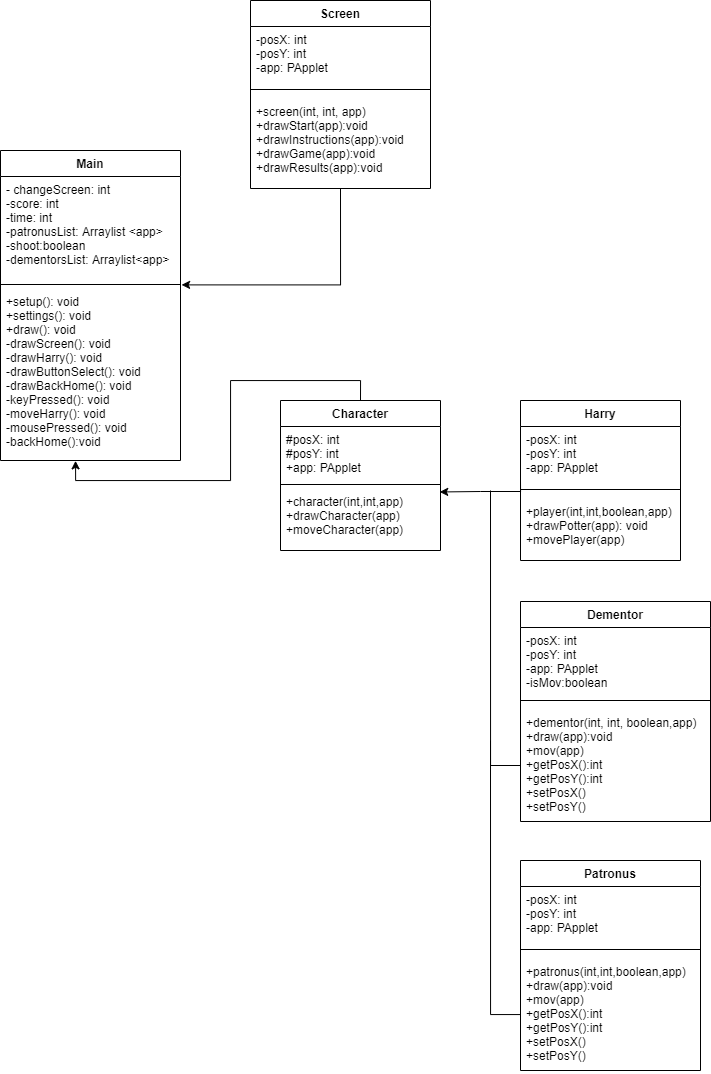 Screen
-posX: int
-posY: int
-app: PApplet
+screen(int, int, app)
+drawStart(app):void
+drawInstructions(app):void
+drawGame(app):void
+drawResults(app):void
Main
- changeScreen: int
-score: int
-time: int
-patronusList: Arraylist <app>
-shoot:boolean
-dementorsList: Arraylist<app>
+setup(): void
+settings(): void
+draw(): void
-drawScreen(): void
-drawHarry(): void
-drawButtonSelect(): void
-drawBackHome(): void
-keyPressed(): void
-moveHarry(): void
-mousePressed(): void
-backHome():void
Character
#posX: int
#posY: int
+app: PApplet
+character(int,int,app)
+drawCharacter(app)
+moveCharacter(app)
Harry
-posX: int
-posY: int
-app: PApplet
+player(int,int,boolean,app)
+drawPotter(app): void
+movePlayer(app)
Dementor
-posX: int
-posY: int
-app: PApplet
-isMov:boolean
+dementor(int, int, boolean,app)
+draw(app):void
+mov(app)
+getPosX():int
+getPosY():int
+setPosX()
+setPosY()
Patronus
-posX: int
-posY: int
-app: PApplet
+patronus(int,int,boolean,app)
+draw(app):void
+mov(app)
+getPosX():int
+getPosY():int
+setPosX()
+setPosY()